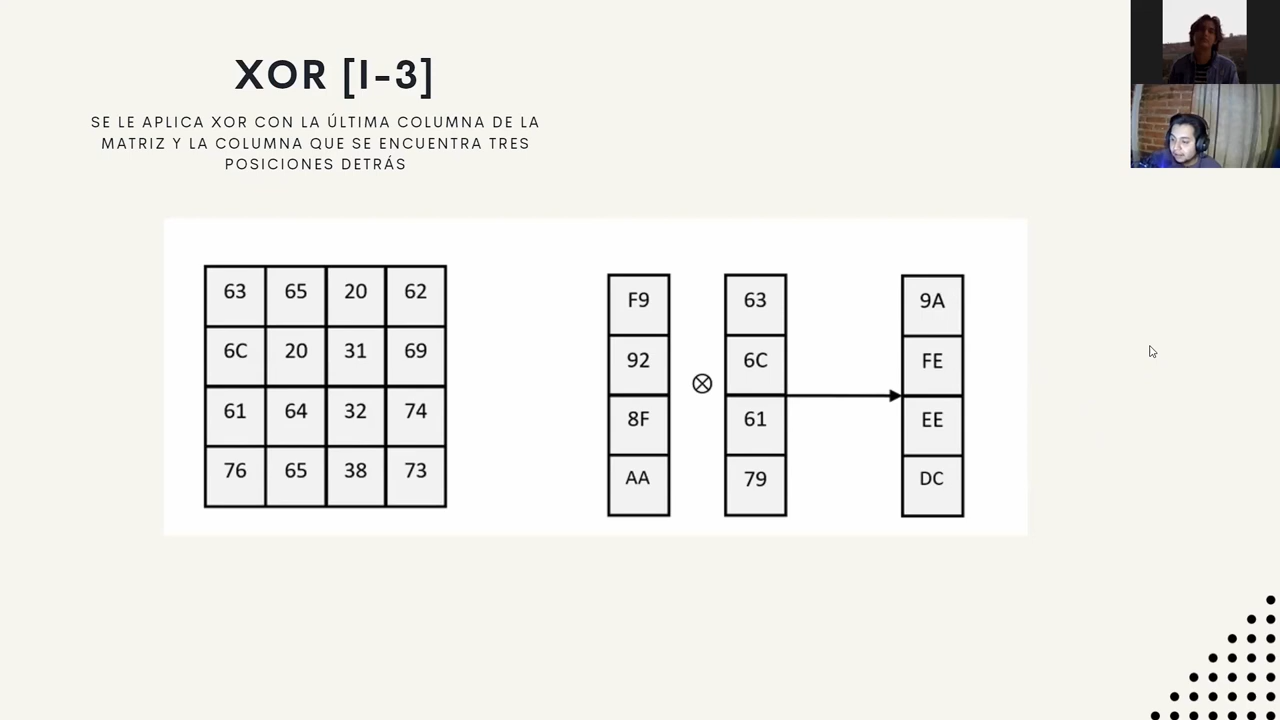 XOR [I-3]
SE LE APLICA XOR CON LA ÚLTIMA COLUMNA DE LA
MATRIZ Y LA COLUMNA QUE SE ENCUENTRA TRES
POSICIONES DETRÁS
63 65 20 62
6C 20 31 69
61 64 32 74
76 65 38 73
F9 63 9A
92 6C FE
⊗
8F 61 EE
AA 79 DC